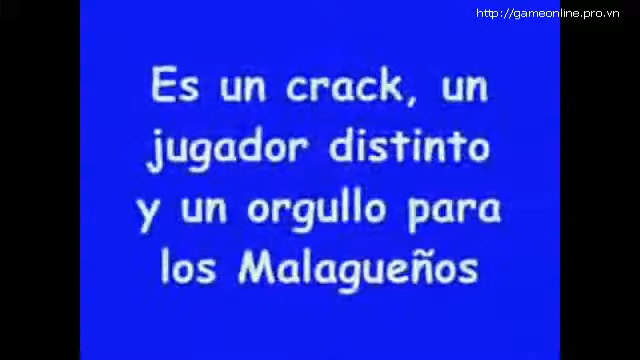 http://gameonline.pro.vn
Es un crack, un
jugador distinto
y un orgullo para
los Malagueños